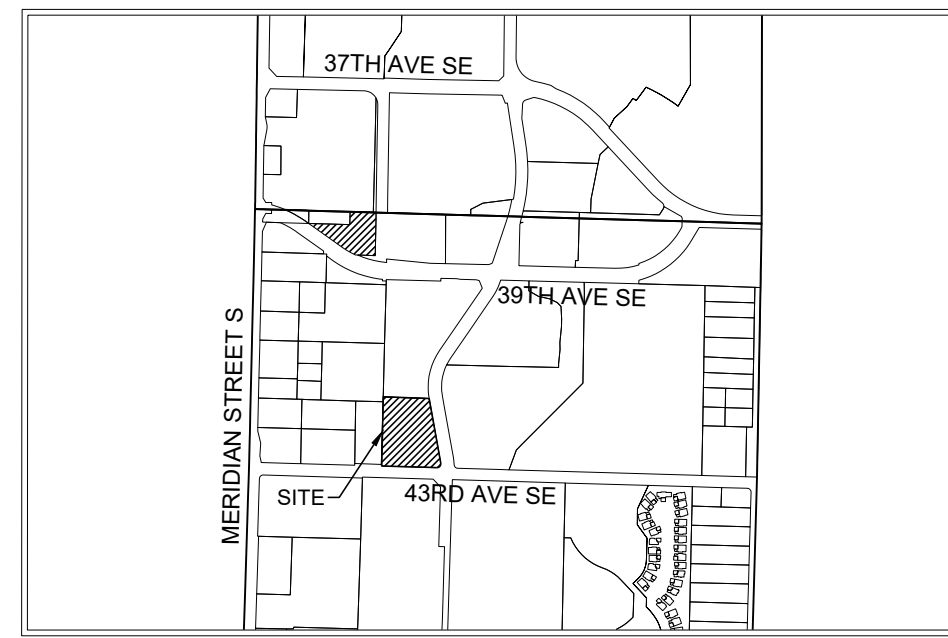 37TH AVE SE
39TH AVE SE
MERIDIAN STREET S
SITE
43RD AVE SE